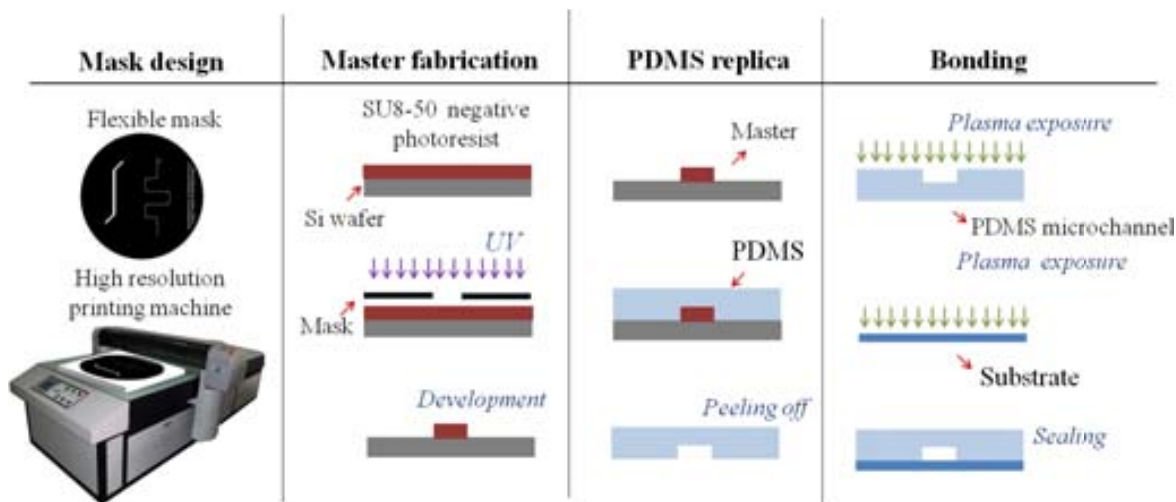 Mask design
Flexible mask
High resolution
printing machine
Master fabrication
SU8-50 negative
photoresist
Si wafer
UV
Mask
Development
PDMS replica
Master
PDMS
Peeling off
Bonding
Plasma exposure
PDMS microchannel
Plasma exposure
Substrate
Sealing